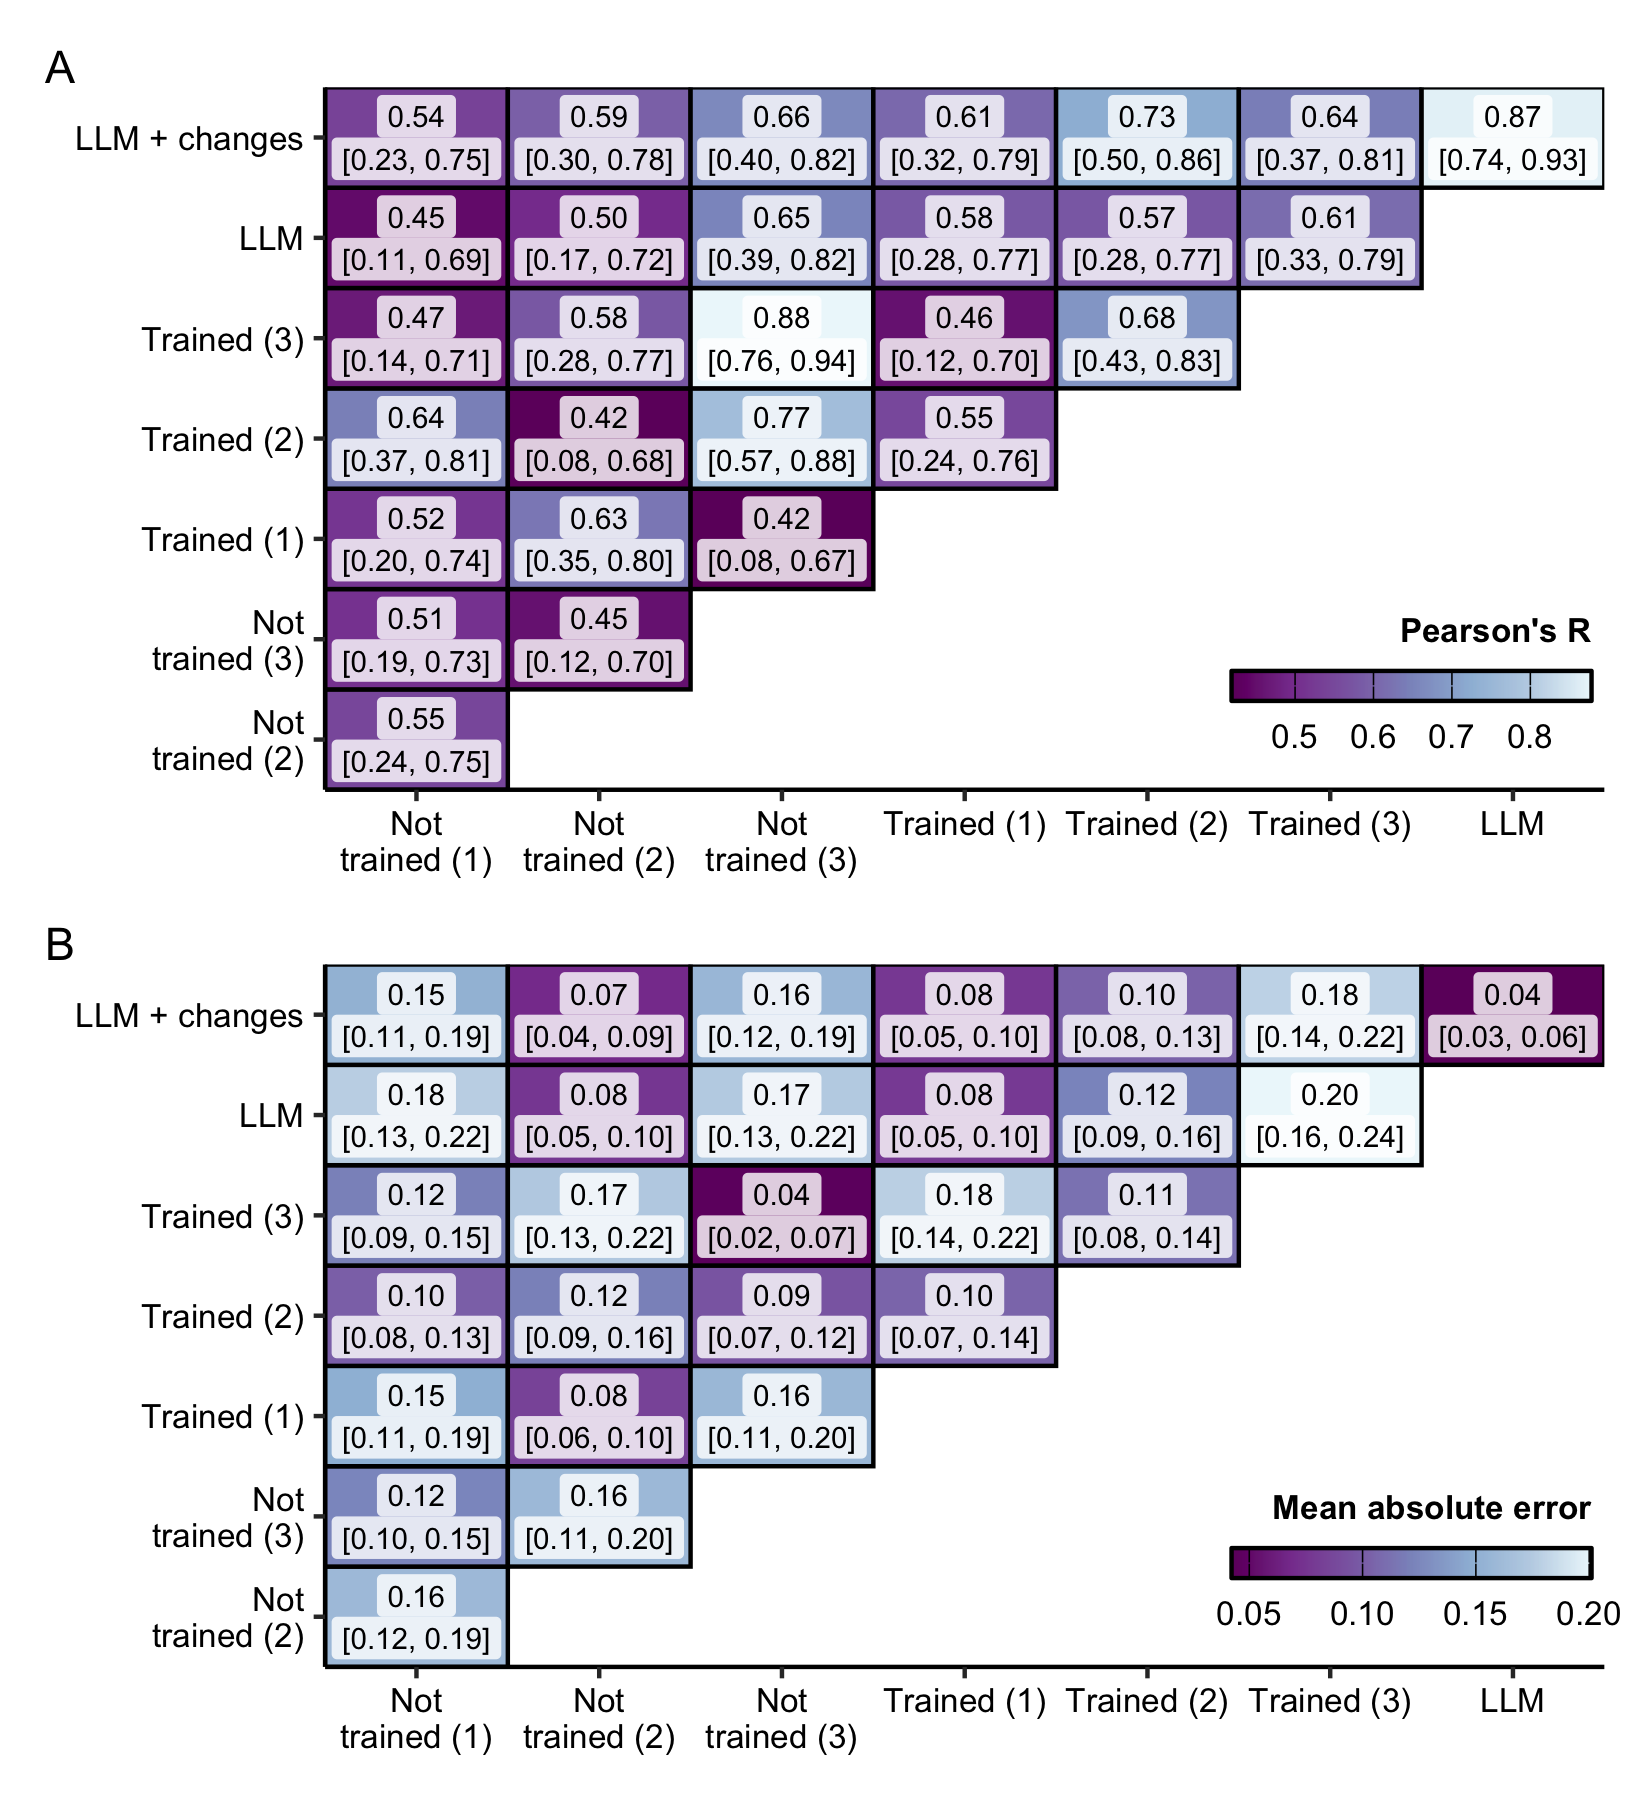 A
LLM + changes
0.54
0.59
0.66
0.61
0.73
0.64
0.87
[0.23, 0.75]
[0.30, 0.78]
[0.40, 0.82]
[0.32, 0.79]
[0.50, 0.86]
[0.37, 0.81]
[0.74, 0.93]
LLM
0.45
0.50
0.65
0.58
0.57
0.61
[0.11, 0.69]
[0.17, 0.72]
[0.39, 0.82]
[0.28, 0.77]
[0.28, 0.77]
[0.33, 0.79]
Trained (3)
0.47
0.58
0.88
0.46
0.68
[0.14, 0.71]
[0.28, 0.77]
[0.76, 0.94]
[0.12, 0.70]
[0.43, 0.83]
Trained (2)
0.64
0.42
0.77
0.55
[0.37, 0.81]
[0.08, 0.68]
[0.57, 0.88]
[0.24, 0.76]
Trained (1)
0.52
0.63
0.42
[0.20, 0.74]
[0.35, 0.80]
[0.08, 0.67]
Not
trained (3)
0.51
0.45
[0.19, 0.73]
[0.12, 0.70]
Not
trained (2)
0.55
[0.24, 0.75]
Pearson's R
0.5
0.6
0.7
0.8
Not
trained (1)
Not
trained (2)
Not
trained (3)
Trained (1)
Trained (2)
Trained (3)
LLM
B
LLM + changes
0.15
0.07
0.16
0.08
0.10
0.18
0.04
[0.11, 0.19]
[0.04, 0.09]
[0.12, 0.19]
[0.05, 0.10]
[0.08, 0.13]
[0.14, 0.22]
[0.03, 0.06]
LLM
0.18
0.08
0.17
0.08
0.12
0.20
[0.13, 0.22]
[0.05, 0.10]
[0.13, 0.22]
[0.05, 0.10]
[0.09, 0.16]
[0.16, 0.24]
Trained (3)
0.12
0.17
0.04
0.18
0.11
[0.09, 0.15]
[0.13, 0.22]
[0.02, 0.07]
[0.14, 0.22]
[0.08, 0.14]
Trained (2)
0.10
0.12
0.09
0.10
[0.08, 0.13]
[0.09, 0.16]
[0.07, 0.12]
[0.07, 0.14]
Trained (1)
0.15
0.08
0.16
[0.11, 0.19]
[0.06, 0.10]
[0.11, 0.20]
Not
trained (3)
0.12
0.16
[0.10, 0.15]
[0.11, 0.20]
Not
trained (2)
0.16
[0.12, 0.19]
Mean absolute error
0.05
0.10
0.15
0.20
Not
trained (1)
Not
trained (2)
Not
trained (3)
Trained (1)
Trained (2)
Trained (3)
LLM